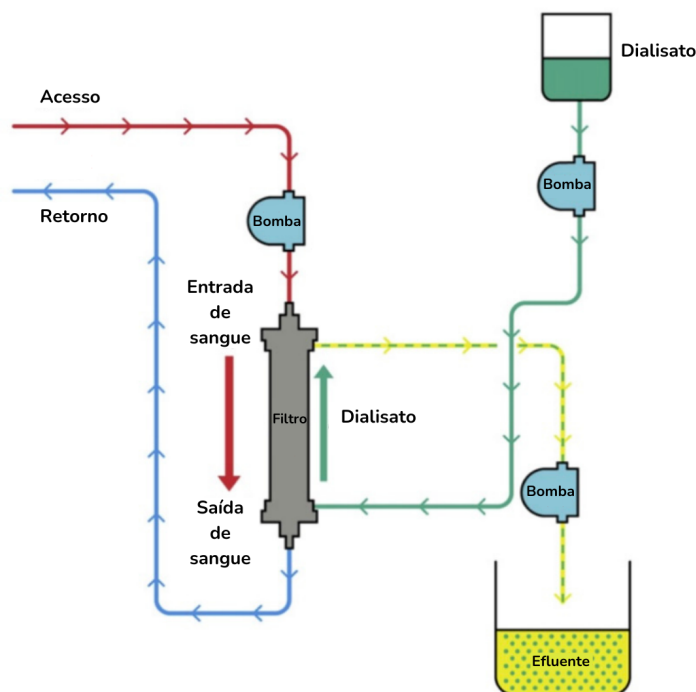 Dialisato
Acesso
Bomba
Retorno
Bomba
Entrada
de
sangue
Filtro
Dialisato
Saída
de
sangue
Bomba
Efluente